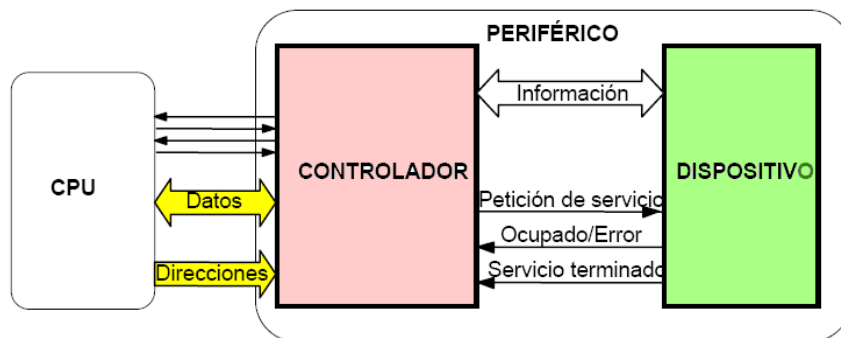 PERIFÉRICO
Información
CPU
CONTROLADOR
DISPOSITIVO
Datos
Petición de servicio
Ocupado/Error
Direcciones
Servicio terminado